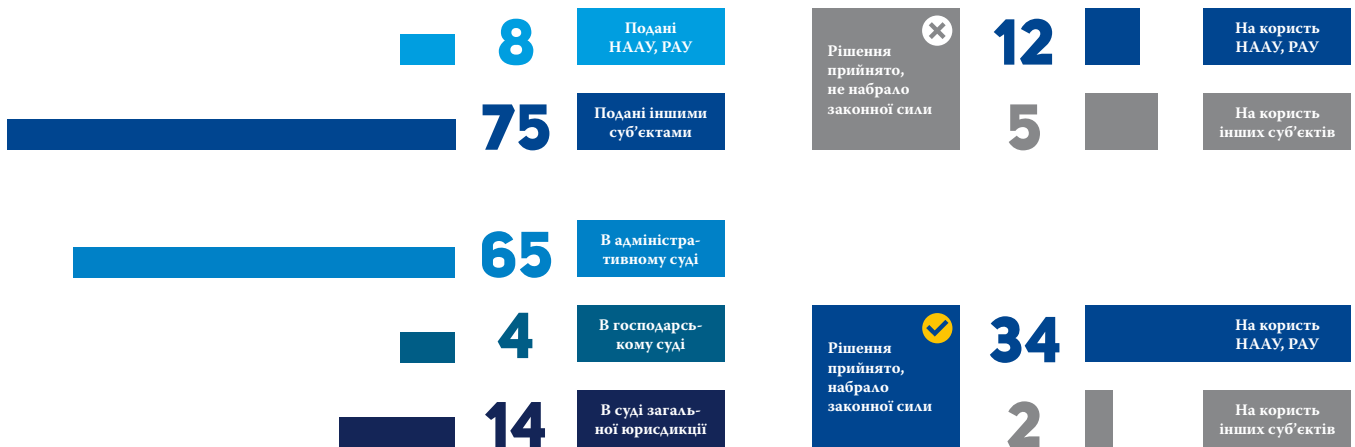 8
Подані
НААУ, РАУ
75
Подані іншими
суб’єктами
65
В адміністра-
тивному суді
4
В господарсь-
кому суді
14
В суді загаль-
ної юрисдикції
Рішення
прийнято,
не набрало
законної сили
12
На користь
НААУ, РАУ
5
На користь
інших суб’єктів
Рішення
прийнято,
набрало
законної сили
34
На користь
НААУ, РАУ
2
На користь
інших суб’єктів